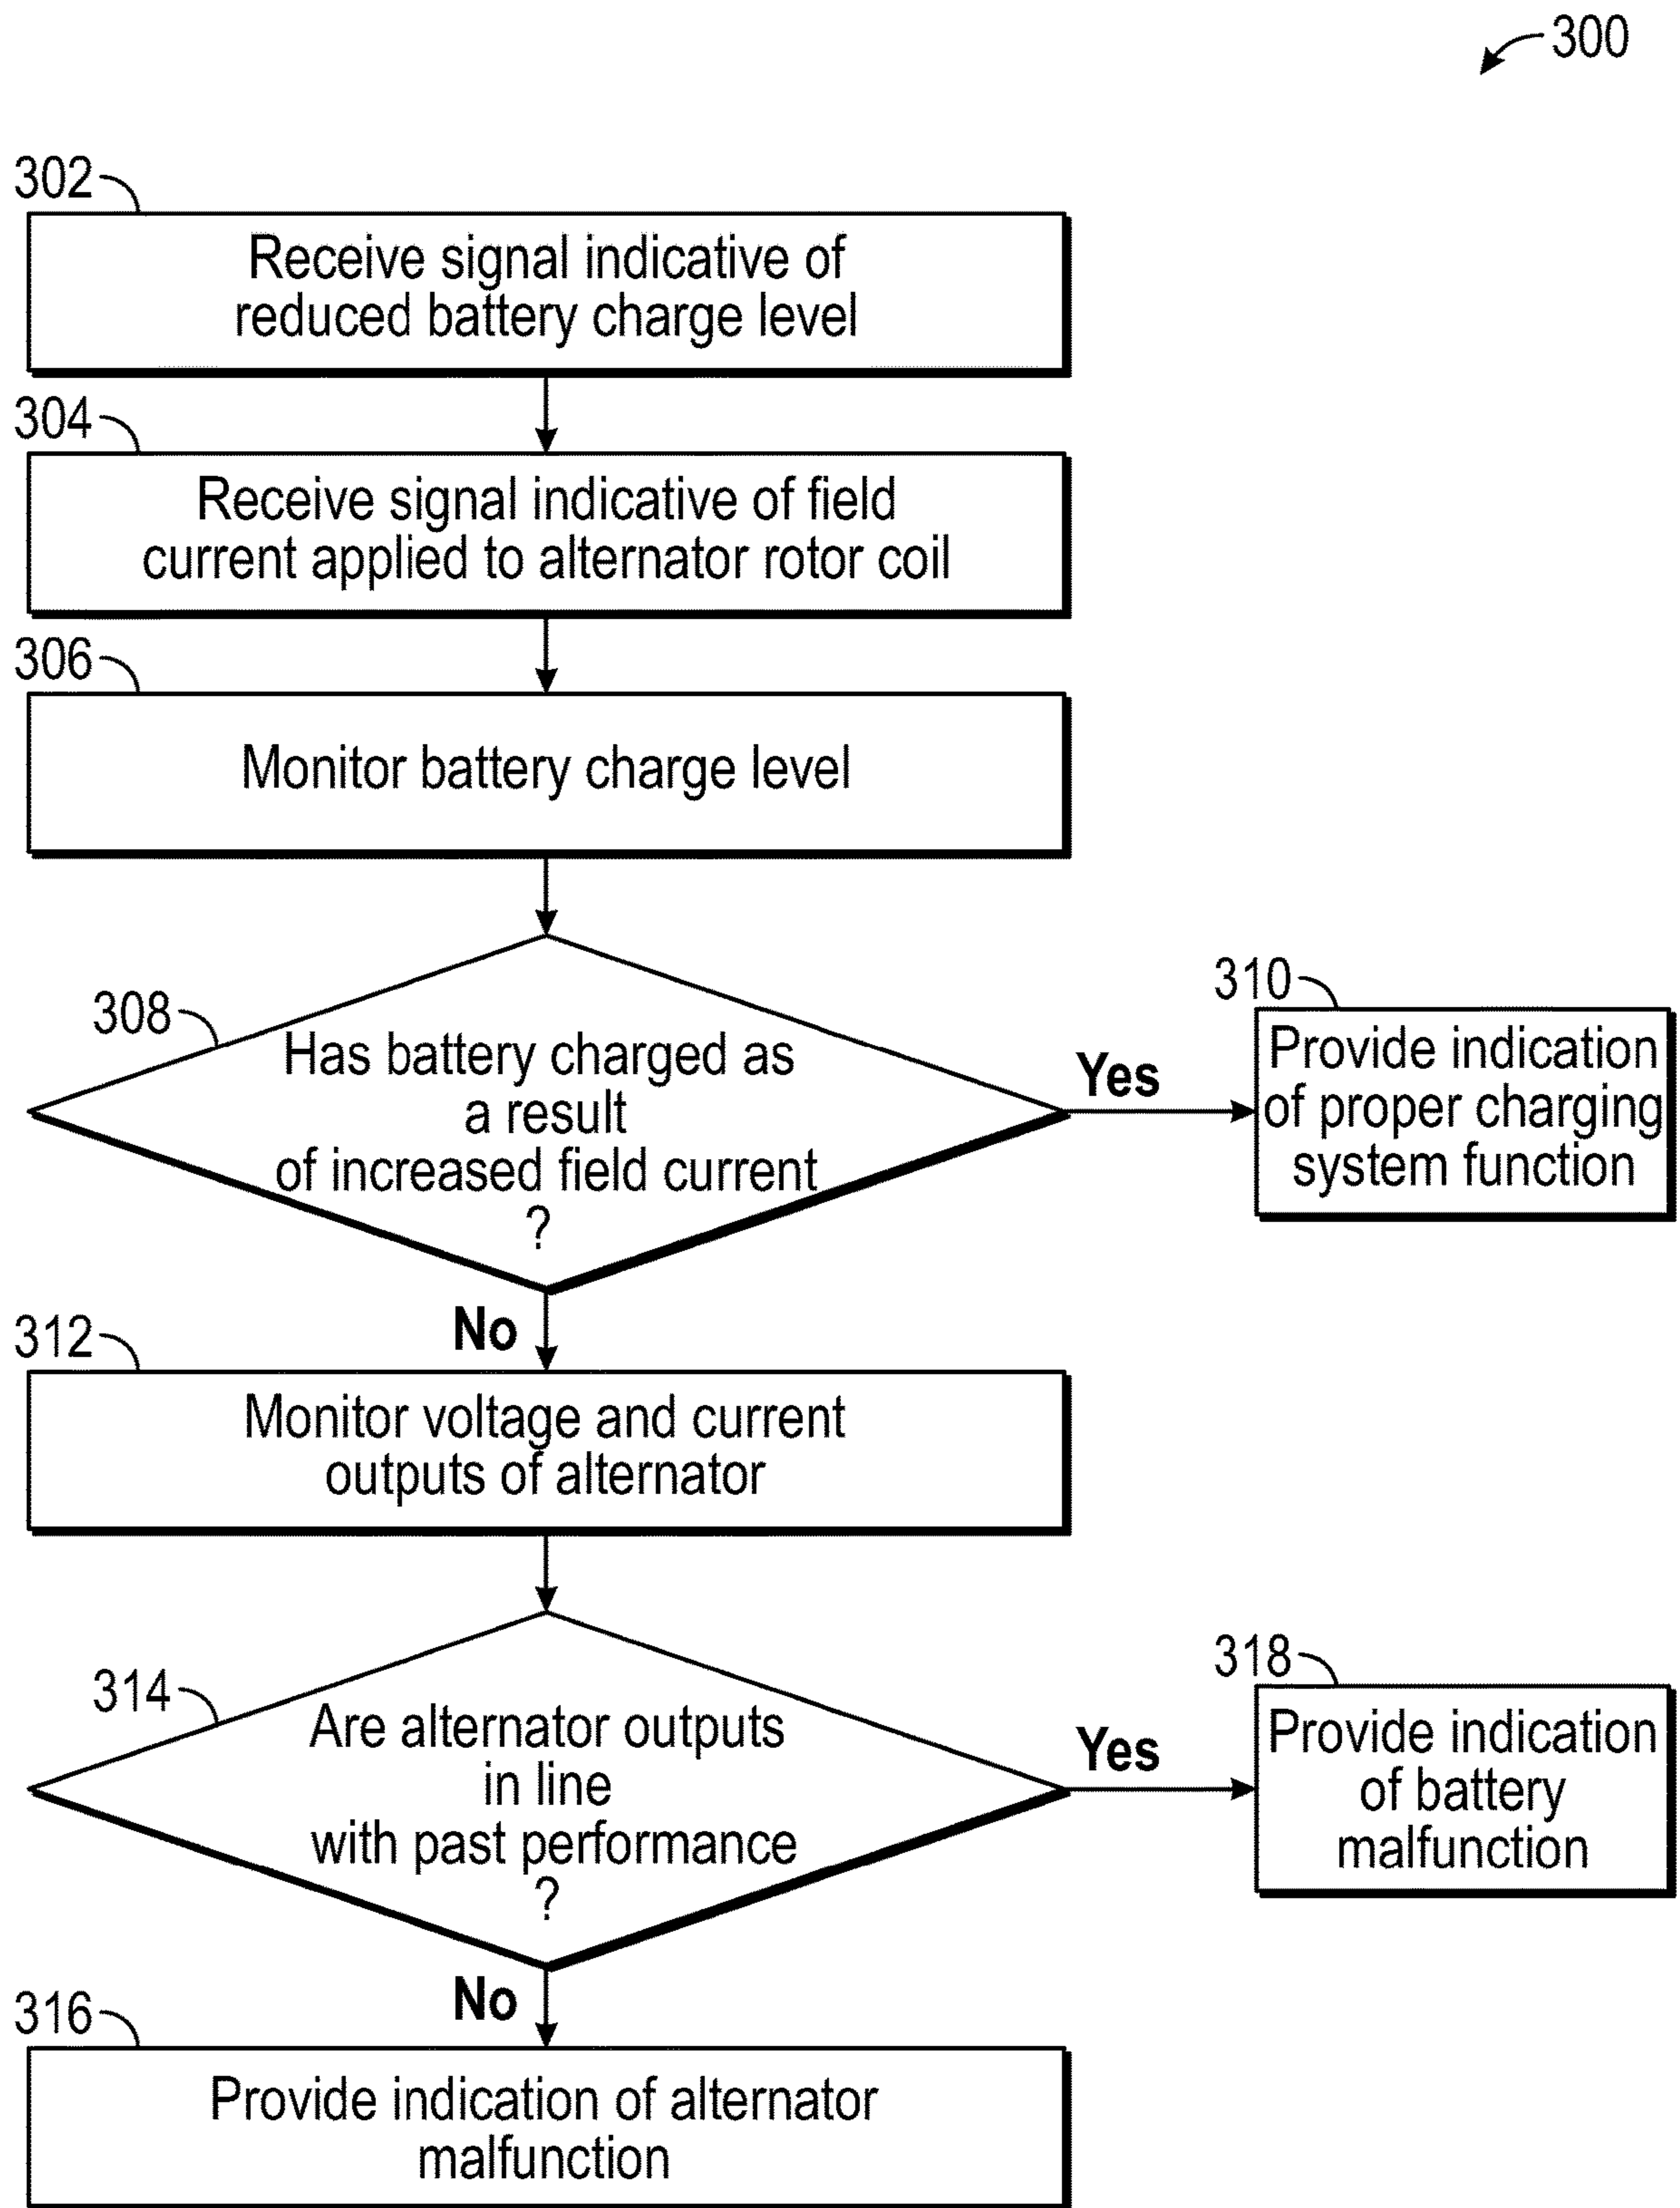 300
302
Receive signal indicative of
reduced battery charge level
304
Receive signal indicative of field
current applied to alternator rotor coil
306
Monitor battery charge level
308
Has battery charged as
a result
of increased field current
?
Yes
310
Provide indication
of proper charging
system function
No
312
Monitor voltage and current
outputs of alternator
314
Are alternator outputs
in line
with past performance
?
Yes
318
Provide indication
of battery
malfunction
No
316
Provide indication of alternator
malfunction